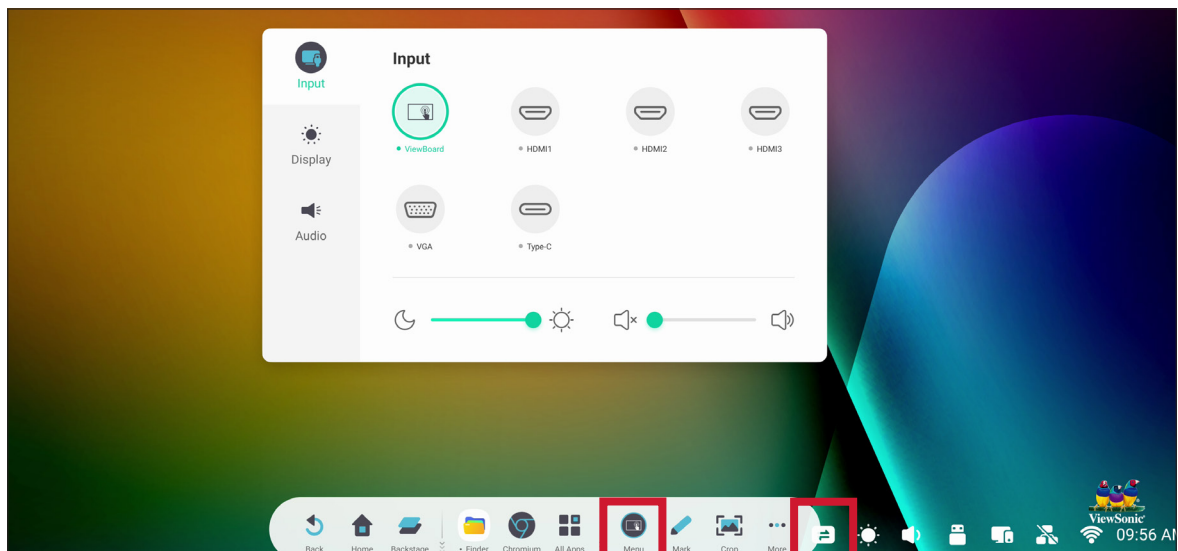 Input
Input
• ViewBoard
• HDMI1
• HDMI2
• HDMI3
Display
Audio
• VGA
• Type-C
ViewSonic®
09:56 AM
Back
Home
Backstage
• Finder
Chromium
All Apps
Menu
Mark
Crop
More